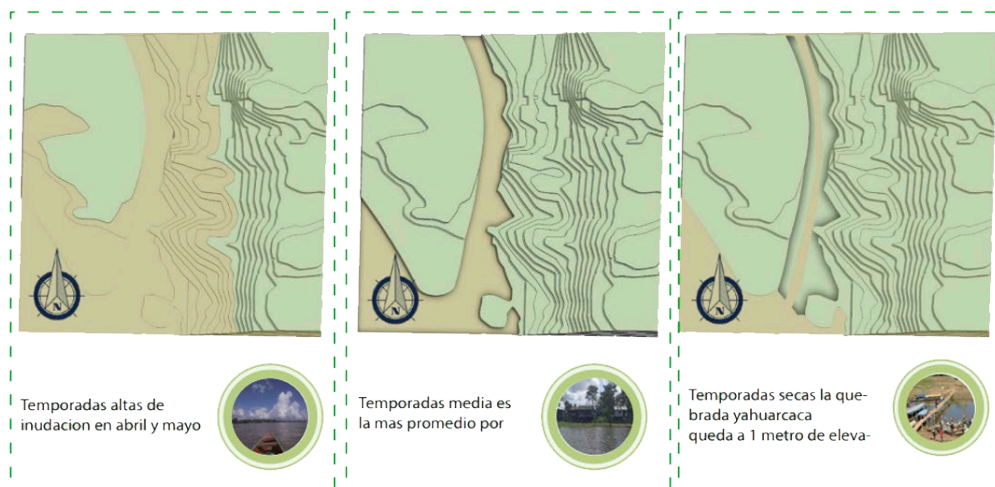 N
N
N
Temporadas altas de
inudacion en abril y mayo
Temporadas media es
la mas promedio por
Temporadas secas la que-
brada yahuarcaca
queda a 1 metro de eleva-